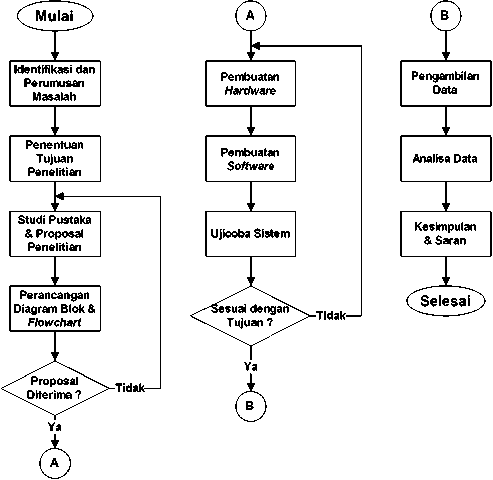 Mulai
Identifikasi dan
Perumusan
Masalah
Penentuan
Tujuan
Penelitian
Studi Pustaka
& Proposal
Penelitian
Perancangan
Diagram Blok &
Flowchart
Proposal
Diterima ?
Tidak
Ya
A
A
Pembuatan
Hardware
Pembuatan
Software
Ujicoba Sistem
Sesuai dengan
Tujuan ?
Tidak
Ya
B
B
Pengambilan
Data
Analisa Data
Kesimpulan
& Saran
Selesai